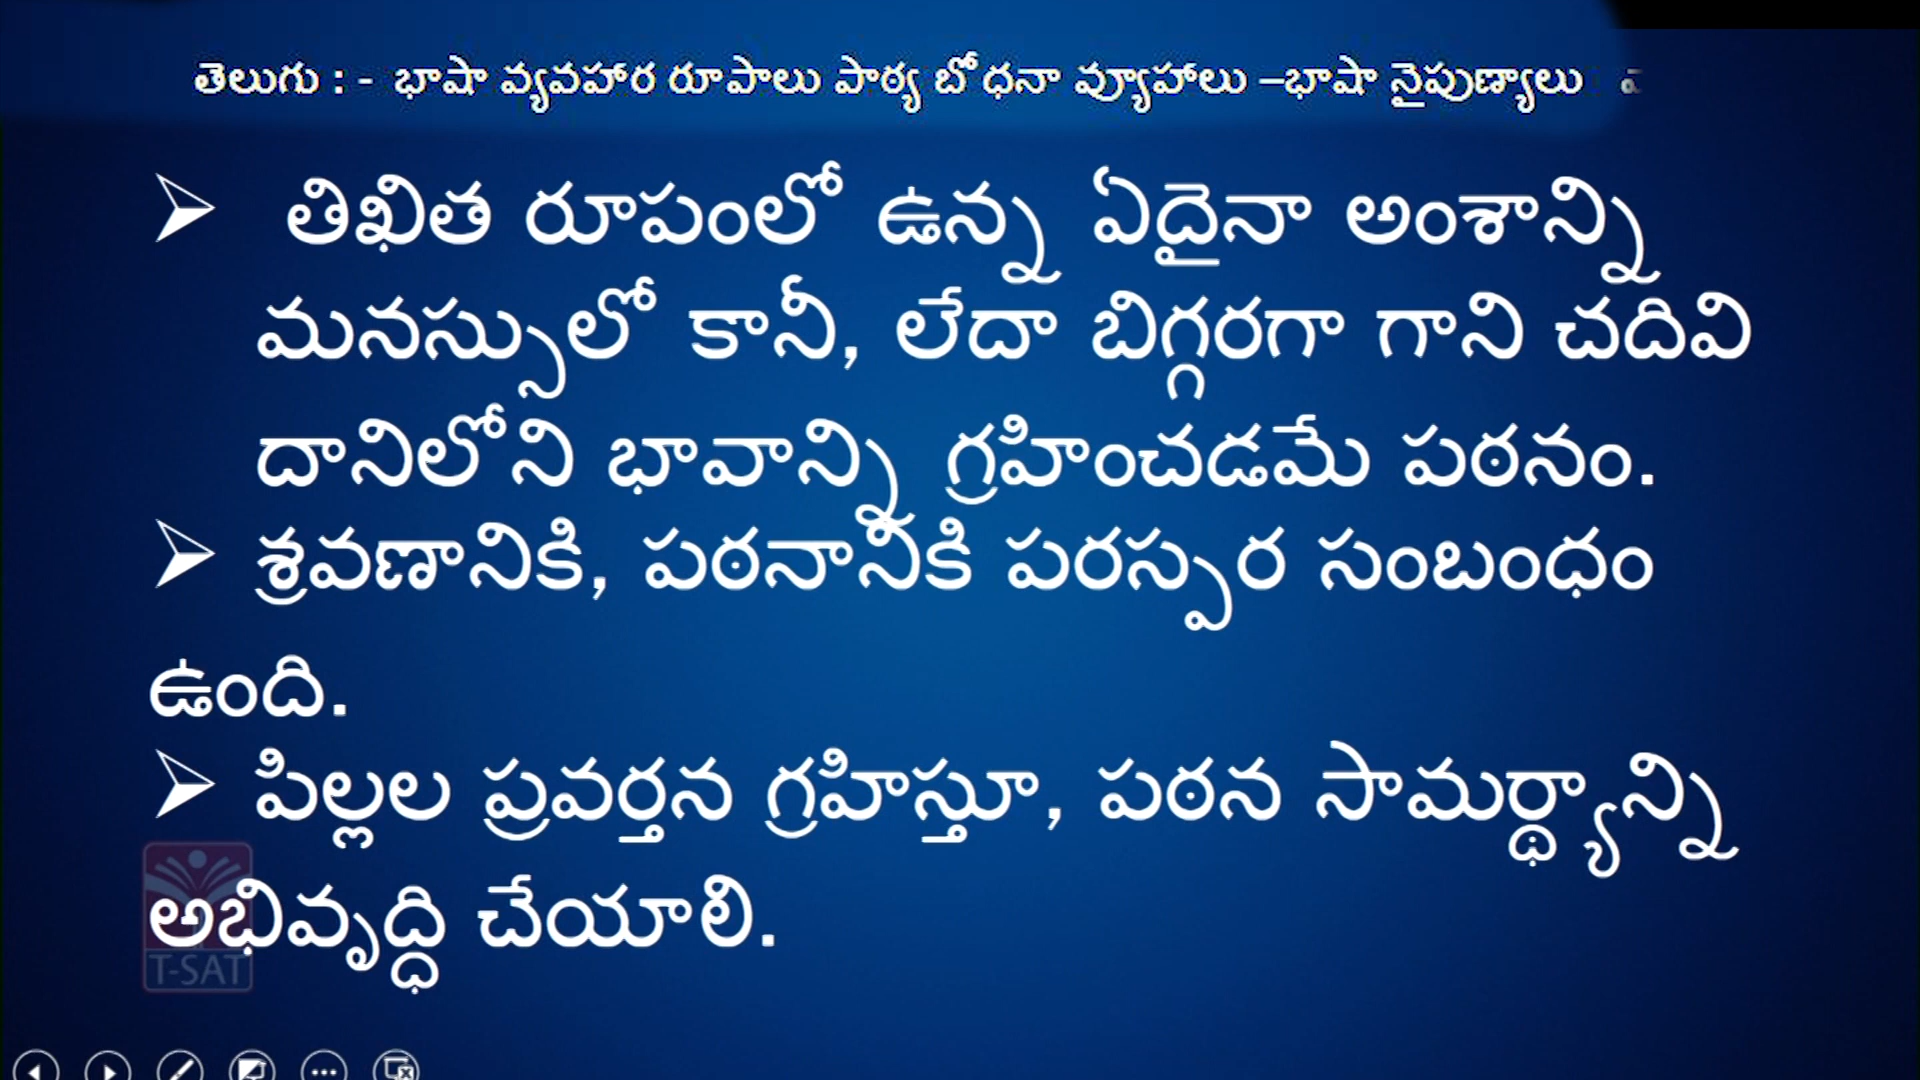 తెలుగు : - భాషా వ్యవహార రూపాలు పాఠ్య బోధనా వ్యూహాలు –భాషా నైపుణ్యాలు
➢ తిఖిత రూపంలో ఉన్న ఏదైనా అంశాన్ని
మనస్సులో కానీ, లేదా బిగ్గరగా గాని చదివి
దానిలోని భావాన్ని గ్రహించడమే పఠనం.
➢ శ్రవణానికి, పఠనానికి పరస్పర సంబంధం
ఉంది.
➢ పిల్లల ప్రవర్తన గ్రహిస్తూ, పఠన సామర్థ్యాన్ని
అభివృద్ధి చేయాలి.
T-SAT